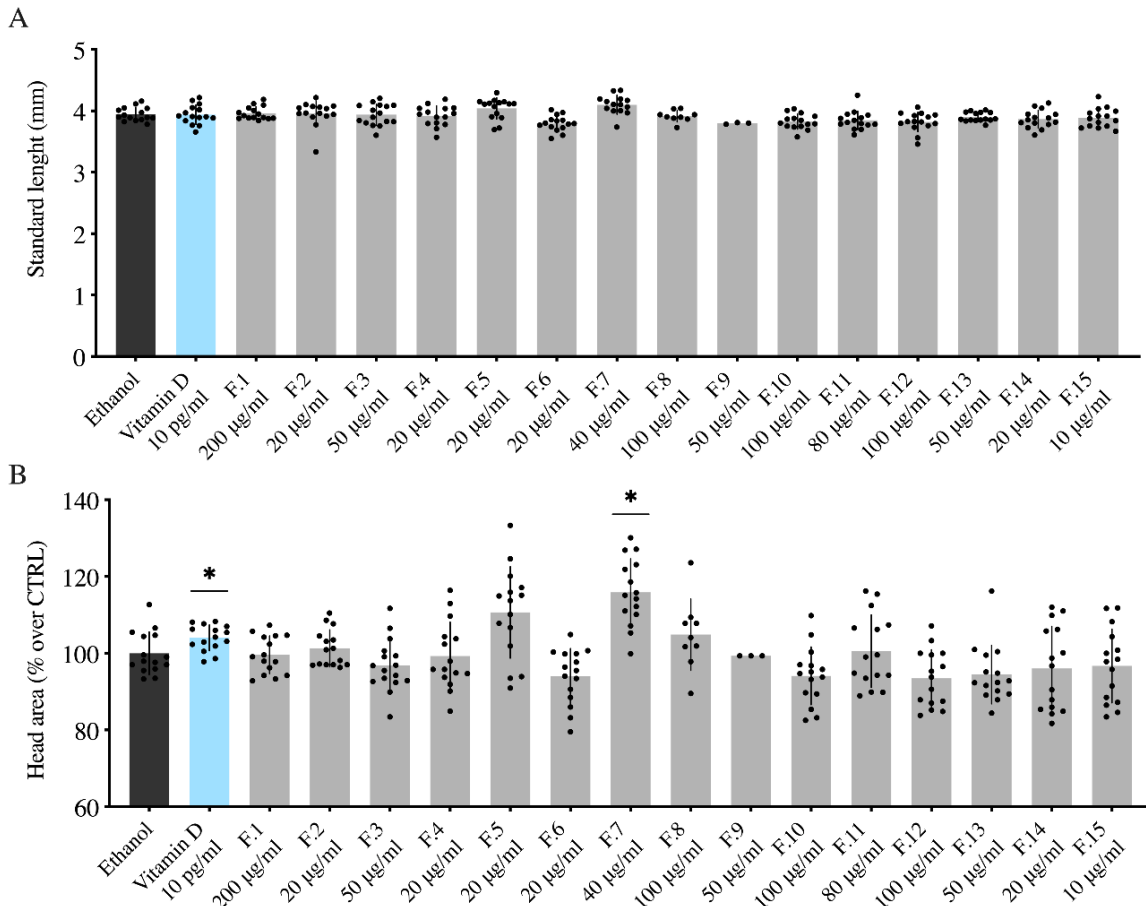 A
Standard lenght (mm)
5
4
3
2
1
0
Ethanol
Vitamin D
10 pg/ml
F.1
200 µg/ml
F.2
20 µg/ml
F.3
50 µg/ml
F.4
20 µg/ml
F.5
20 µg/ml
F.6
20 µg/ml
F.7
40 µg/ml
F.8
100 µg/ml
F.9
50 µg/ml
F.10
100 µg/ml
F.11
80 µg/ml
F.12
100 µg/ml
F.13
50 µg/ml
F.14
20 µg/ml
F.15
10 µg/ml
B
Head area (% over CTRL)
140
120
100
80
60
*
*
Ethanol
Vitamin D
10 pg/ml
F.1
200 µg/ml
F.2
20 µg/ml
F.3
50 µg/ml
F.4
20 µg/ml
F.5
20 µg/ml
F.6
20 µg/ml
F.7
40 µg/ml
F.8
100 µg/ml
F.9
50 µg/ml
F.10
100 µg/ml
F.11
80 µg/ml
F.12
100 µg/ml
F.13
50 µg/ml
F.14
20 µg/ml
F.15
10 µg/ml